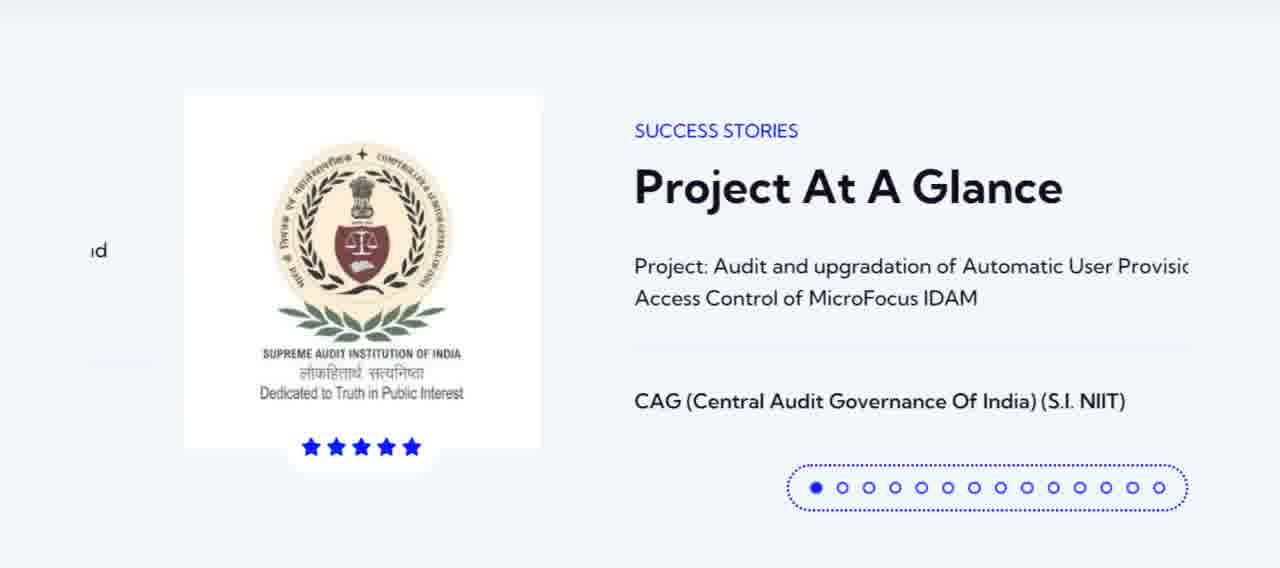 SUCCESS STORIES
Project At A Glance
Project: Audit and upgradation of Automatic User
Access Control of MicroFocus IDAM
CAG (Central Audit Governance Of India) (S.I. NIIT)
SUPREME AUDIT INSTITUTION OF INDIA
लोकहितार्थ सत्यनिष्ठा
Dedicated to Truth in Public Interest